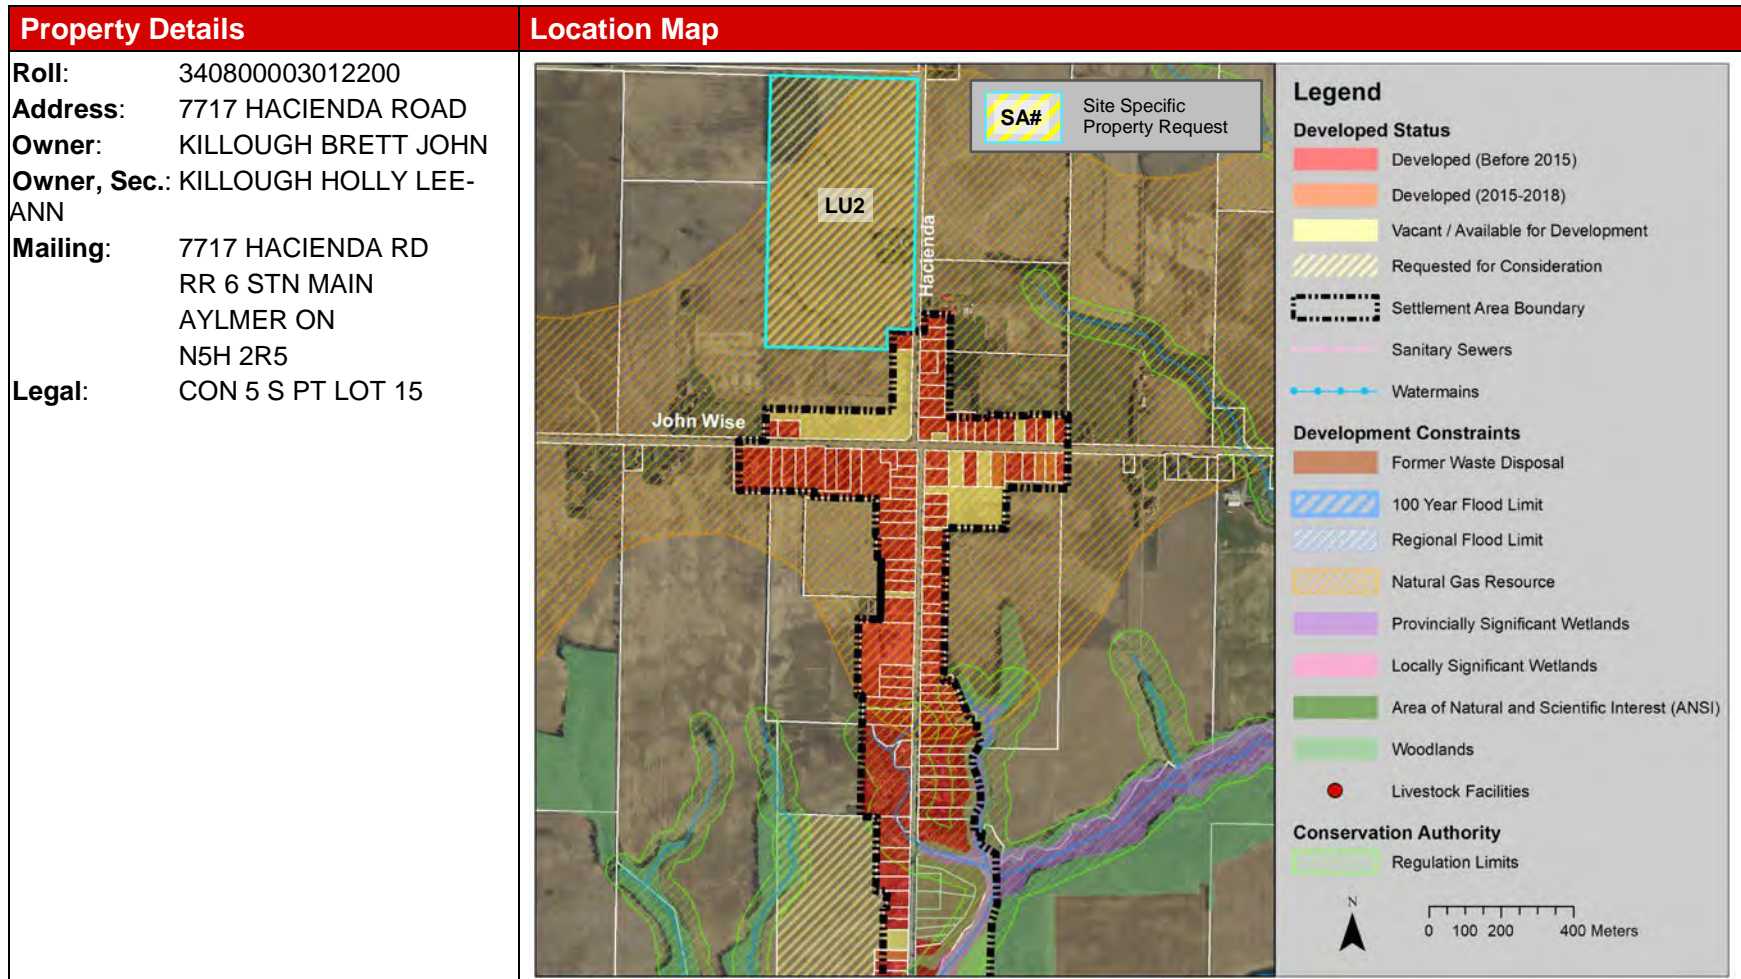 Property Details
Location Map
Roll: 340800003012200
Address: 7717 HACIENDA ROAD
Owner: KILLOUGH BRETT JOHN
Owner, Sec.: KILLOUGH HOLLY LEE-
ANN
Mailing: 7717 HACIENDA RD
RR 6 STN MAIN
AYLMER ON
N5H 2R5
Legal: CON 5 S PT LOT 15
SA#
Site Specific
Property Request
LU2
Hacienda
John Wise
Legend
Developed Status
Developed (Before 2015)
Developed (2015-2018)
Vacant / Available for Development
Requested for Consideration
Settlement Area Boundary
Sanitary Sewers
Watermains
Development Constraints
Former Waste Disposal
100 Year Flood Limit
Regional Flood Limit
Natural Gas Resource
Provincially Significant Wetlands
Locally Significant Wetlands
Area of Natural and Scientific Interest (ANSI)
Woodlands
Livestock Facilities
Conservation Authority
Regulation Limits
N
0 100 200 400 Meters